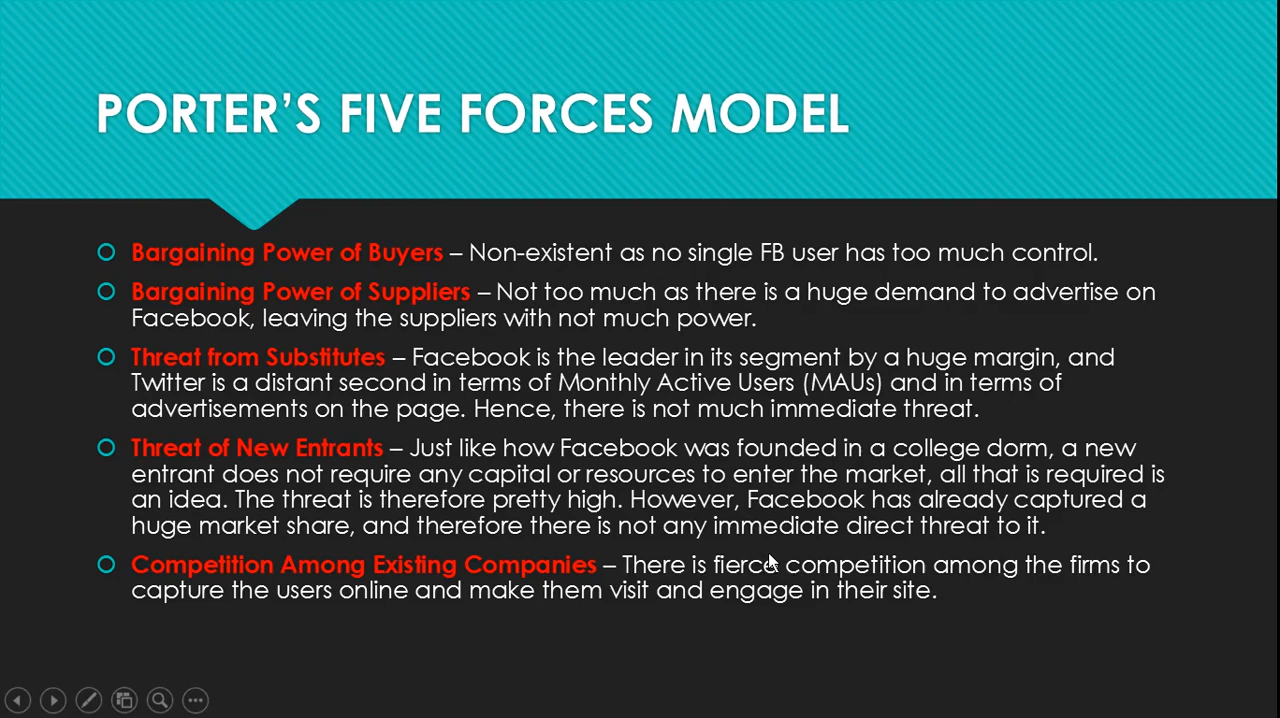 PORTER'S FIVE FORCES MODEL
Bargaining Power of Buyers – Non-existent as no single FB user has too much control.
Bargaining Power of Suppliers – Not too much as there is a huge demand to advertise on
Facebook, leaving the suppliers with not much power.
Threat from Substitutes – Facebook is the leader in its segment by a huge margin, and
Twitter is a distant second in terms of Monthly Active Users (MAUs) and in terms of
advertisements on the page. Hence, there is not much immediate threat.
Threat of New Entrants – Just like how Facebook was founded in a college dorm, a new
entrant does not require any capital or resources to enter the market, all that is required is
an idea. The threat is therefore pretty high. However, Facebook has already captured a
huge market share, and therefore there is not any immediate direct threat to it.
Competition Among Existing Companies – There is fierce competition among the firms to
capture the users online and make them visit and engage in their site.